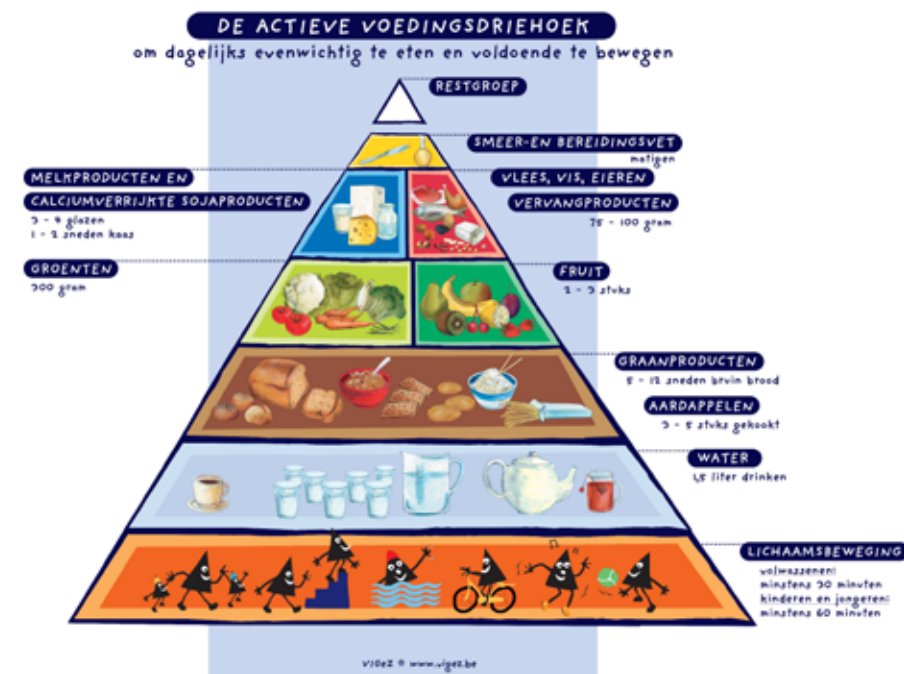 DE ACTIEVE VOEDINGSDRIEHOEK
om dagelijks evenwichtig te eten en voldoende te bewegen
RESTGROEP
SMEER-EN BEREIDINGSVET
matigen
MELKPRODUCTEN EN
CALCIUMVERRIJKTE SOJAPRODUCTEN
3 - 4 glazen
1 - 2 sneden kaas
VLEES, VIS, EIEREN
VERVANGPRODUCTEN
75 - 100 gram
GROENTEN
300 gram
FRUIT
2 - 3 stuks
GRAANPRODUCTEN
5 - 12 sneden bruin brood
AARDAPPELEN
3 - 5 stuks gekookt
WATER
1,5 liter drinken
LICHAAMSBEWEGING
volwassenen:
minstens 30 minuten
kinderen en jongeren:
minstens 60 minuten
VIGeZ © www.vigez.be